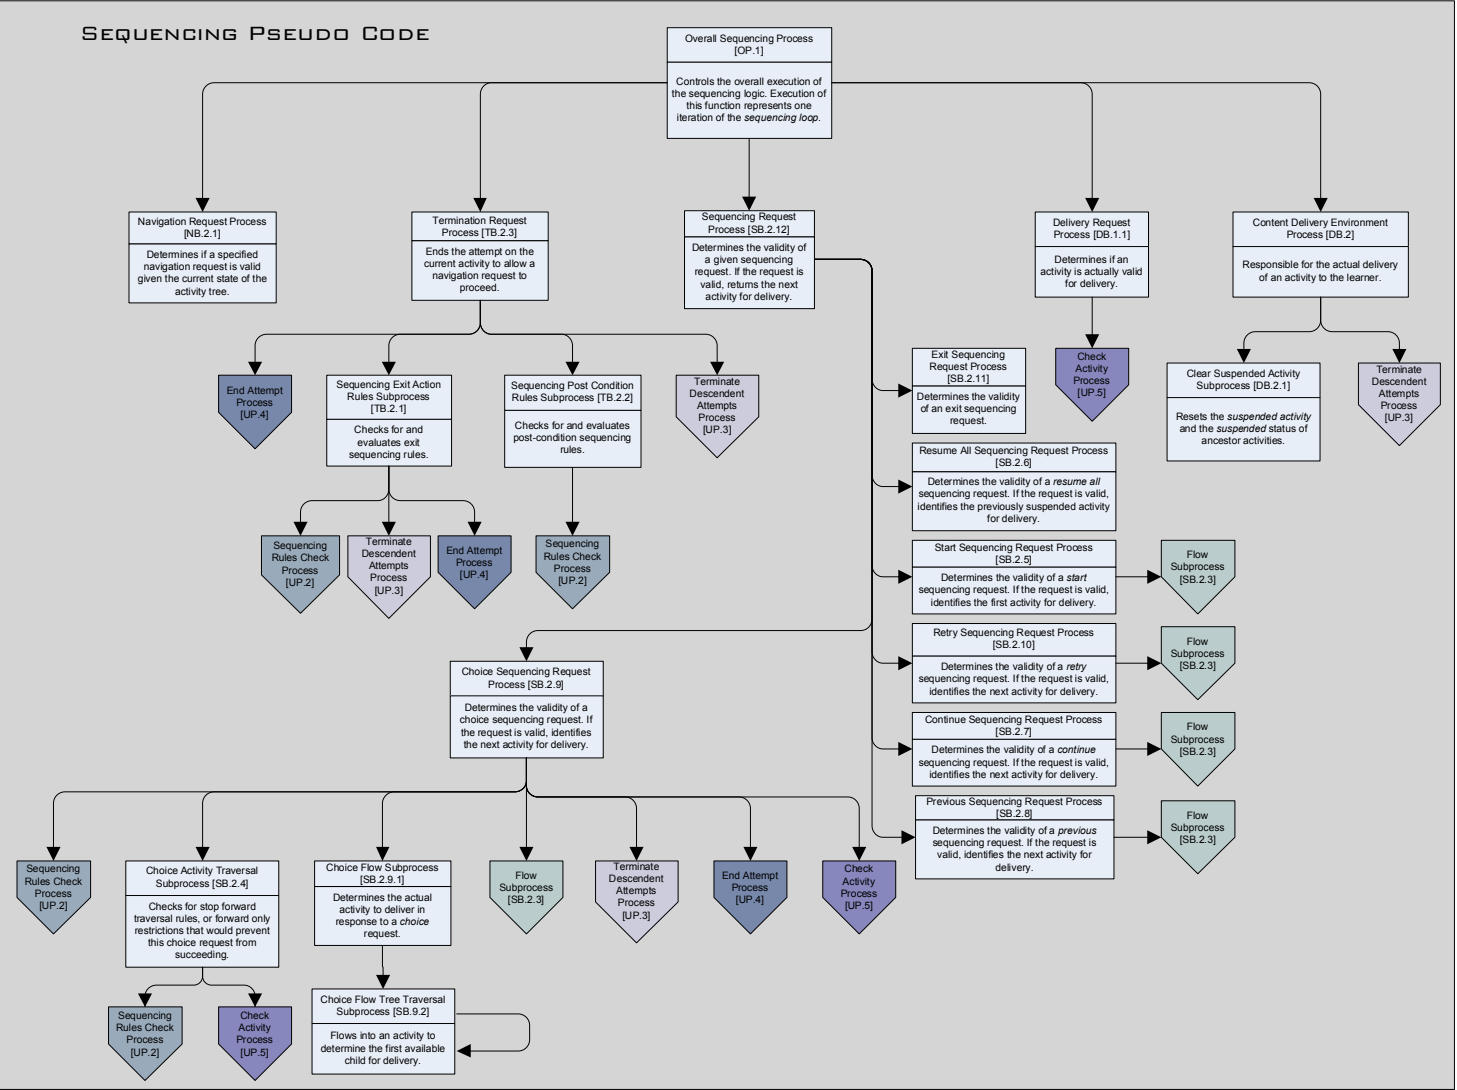 Sequencing Pseudo Code
Overall Sequencing Process
[OP.1]
Controls the overall execution of
the sequencing logic. Execution of
this function represents one
iteration of the sequencing loop.
Navigation Request Process
[NB.2.1]
Determines if a specified
navigation request is valid
given the current state of the
activity tree.
Termination Request
Process [TB.2.3]
Ends the attempt on the
current activity to allow a
navigation request to
proceed.
Sequencing Request
Process [SB.2.12]
Determines the validity of
a given sequencing
request. If the request is
valid, returns the next
activity for delivery.
Delivery Request
Process [DB.1.1]
Determines if an
activity is actually valid
for delivery.
Content Delivery Environment
Process [DB.2]
Responsible for the actual delivery
of an activity to the learner.
End Attempt
Process
[UP.4]
Sequencing Exit Action
Rules Subprocess
[TB.2.1]
Checks for and
evaluates exit
sequencing rules.
Sequencing Post Condition
Rules Subprocess [TB.2.2]
Checks for and evaluates
post-condition sequencing
rules.
Terminate
Descendent
Attempts
Process
[UP.3]
Exit Sequencing
Request Process
[SB.2.11]
Determines the validity
of an exit sequencing
request.
Check
Activity
Process
[UP.5]
Clear Suspended Activity
Subprocess [DB.2.1]
Resets the suspended activity
and the suspended status of
ancestor activities.
Terminate
Descendent
Attempts
Process
[UP.3]
Resume All Sequencing Request Process
[SB.2.6]
Determines the validity of a resume all
sequencing request. If the request is valid,
identifies the previously suspended activity
for delivery.
Sequencing
Rules Check
Process
[UP.2]
Terminate
Descendent
Attempts
Process
[UP.3]
End Attempt
Process
[UP.4]
Sequencing
Rules Check
Process
[UP.2]
Start Sequencing Request Process
[SB.2.5]
Determines the validity of a start
sequencing request. If the request is valid,
identifies the first activity for delivery.
Flow
Subprocess
[SB.2.3]
Retry Sequencing Request Process
[SB.2.10]
Determines the validity of a retry
sequencing request. If the request is valid,
identifies the next activity for delivery.
Flow
Subprocess
[SB.2.3]
Choice Sequencing Request
Process [SB.2.9]
Determines the validity of a
choice sequencing request. If
the request is valid, identifies
the next activity for delivery.
Continue Sequencing Request Process
[SB.2.7]
Determines the validity of a continue
sequencing request. If the request is valid,
identifies the next activity for delivery.
Flow
Subprocess
[SB.2.3]
Previous Sequencing Request Process
[SB.2.8]
Determines the validity of a previous
sequencing request. If the request is
valid, identifies the next activity for
delivery.
Flow
Subprocess
[SB.2.3]
Sequencing
Rules Check
Process
[UP.2]
Choice Activity Traversal
Subprocess [SB.2.4]
Checks for stop forward
traversal rules, or forward only
restrictions that would prevent
this choice request from
succeeding.
Choice Flow Subprocess
[SB.2.9.1]
Determines the actual
activity to deliver in
response to a choice
request.
Flow
Subprocess
[SB.2.3]
Terminate
Descendent
Attempts
Process
[UP.3]
End Attempt
Process
[UP.4]
Check
Activity
Process
[UP.5]
Sequencing
Rules Check
Process
[UP.2]
Check
Activity
Process
[UP.5]
Choice Flow Tree Traversal
Subprocess [SB.9.2]
Flows into an activity to
determine the first available
child for delivery.